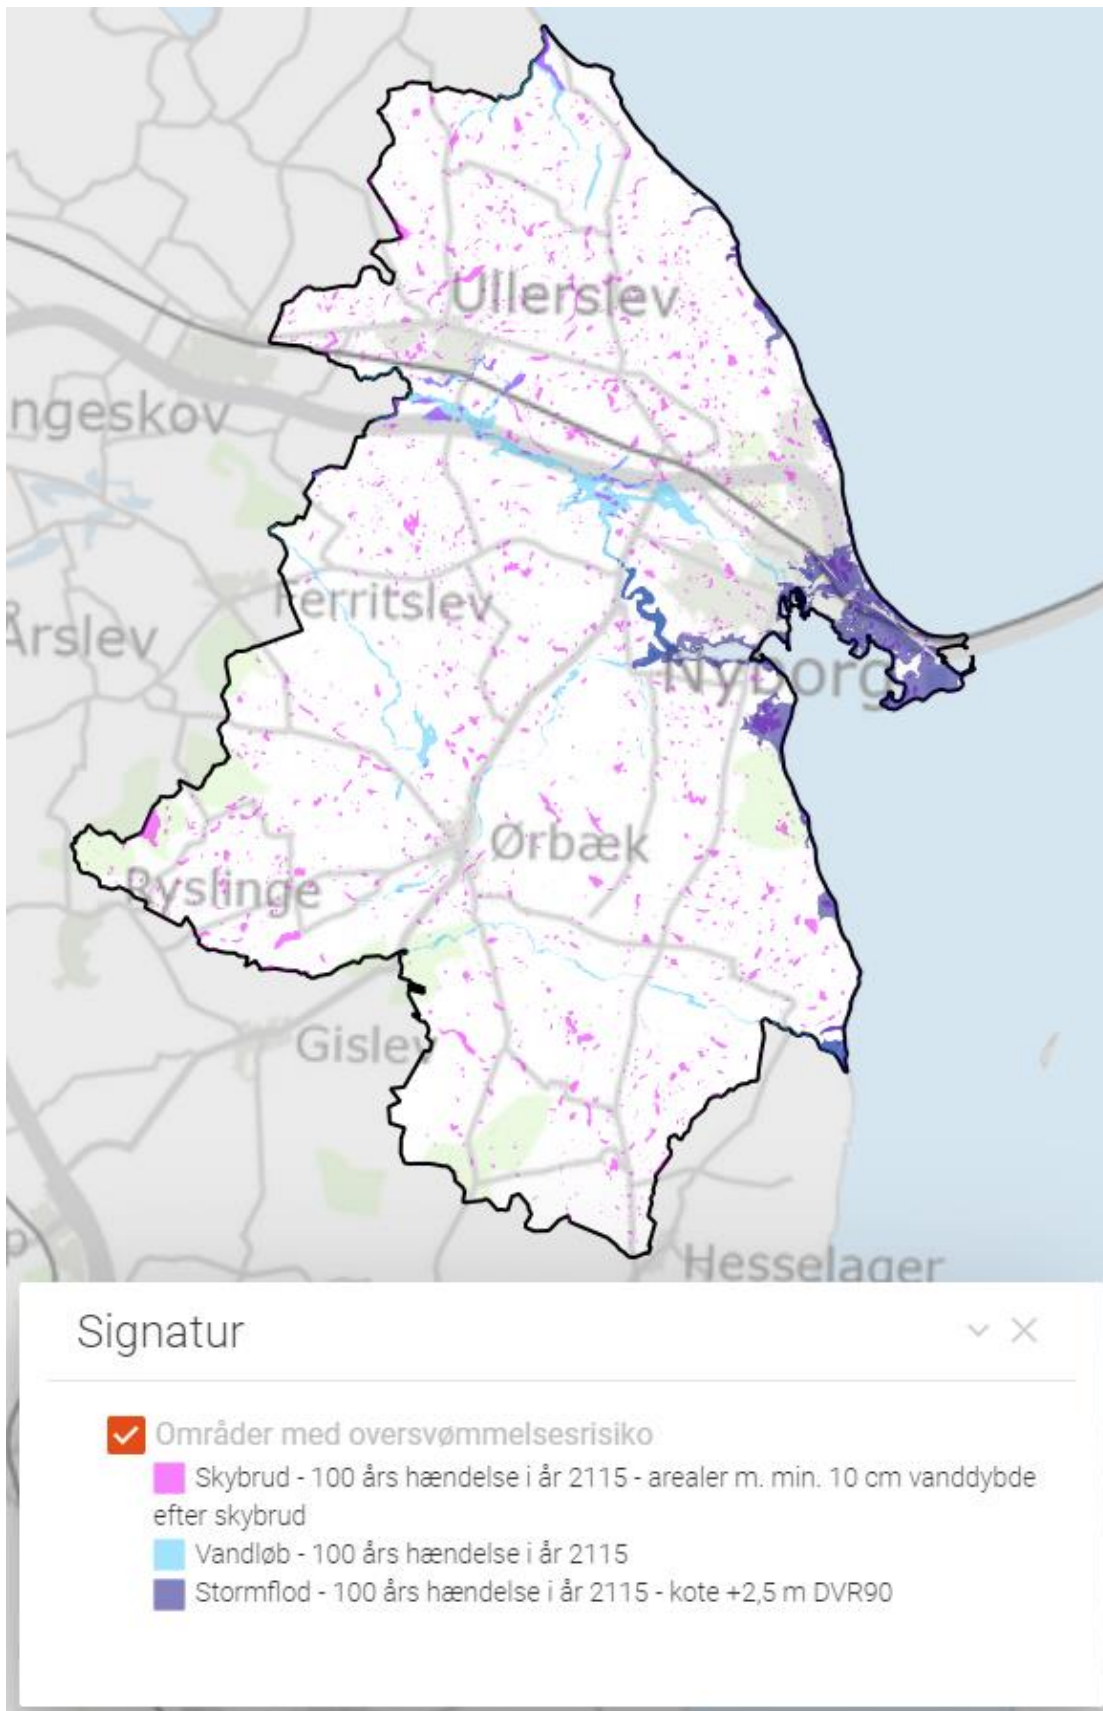 Ullerslev
ngeskov
Ferritslev
Årslev
Nyborg
Ørbæk
Ryslinge
Gislev
p
Hesselager
Signatur
Områder med oversvømmelsesrisiko
Skybrud - 100 års hændelse i år 2115 - arealer m. min. 10 cm vanddybde
efter skybrud
Vandløb - 100 års hændelse i år 2115
Stormflod - 100 års hændelse i år 2115 - kote +2,5 m DVR90